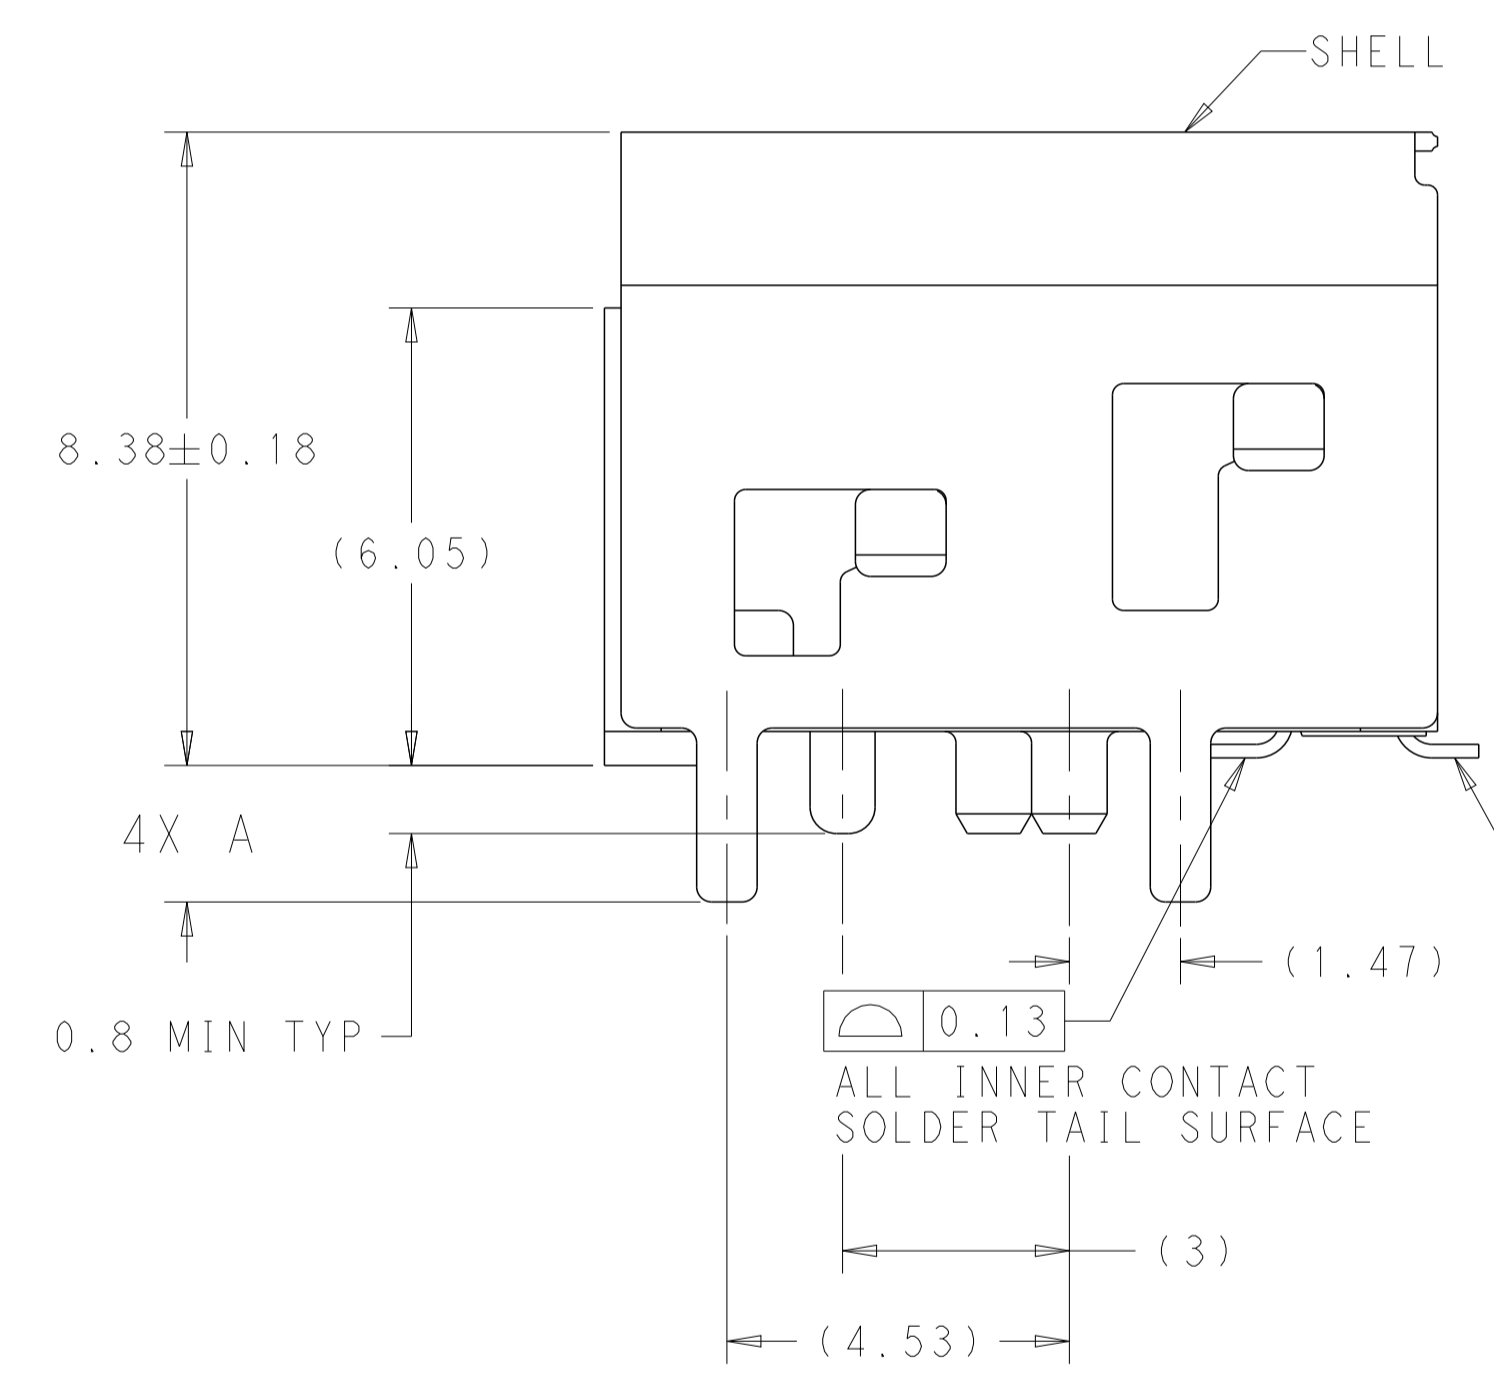 SHELL
8.38±0.18
(6.05)
4X A
(1.47)
0.13
0.8 MIN TYP
ALL INNER CONTACT
SOLDER TAIL SURFACE
(3)
(4.53)